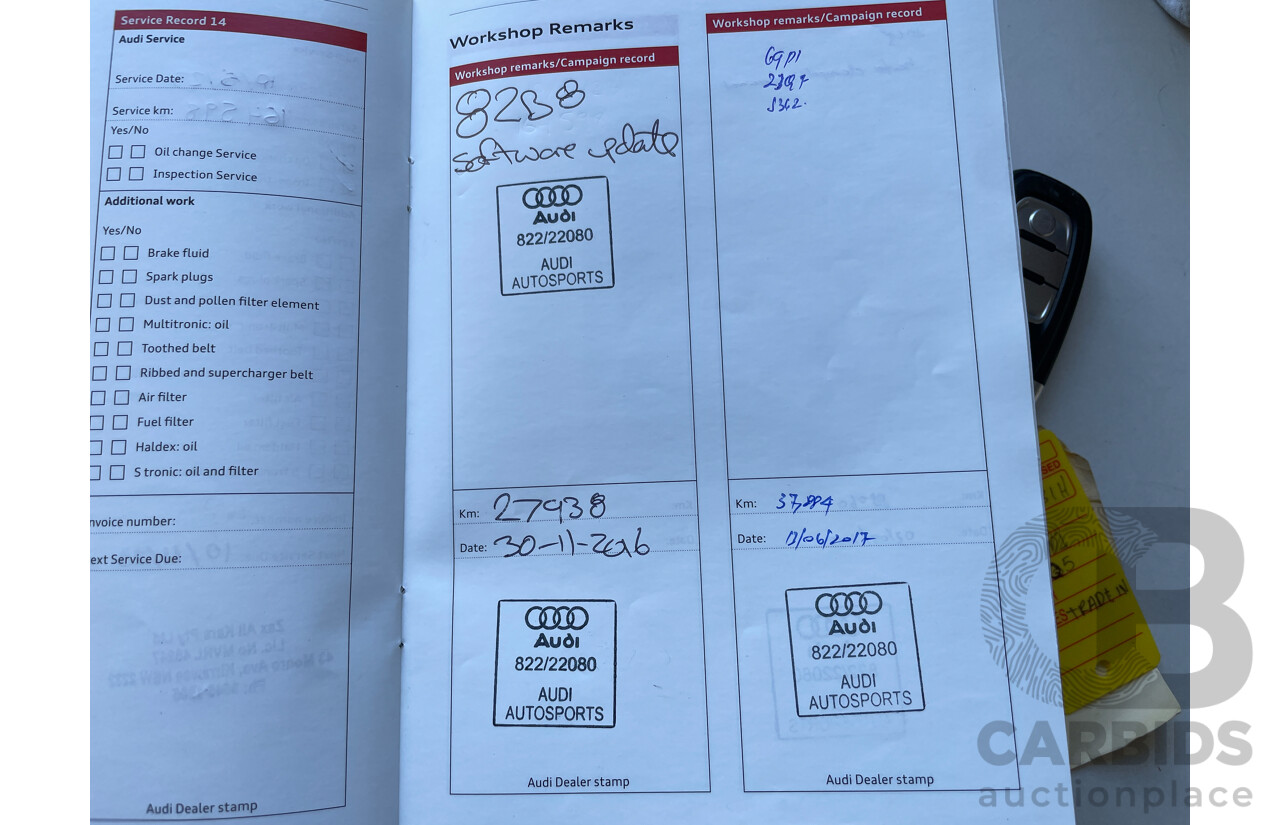 Service Record 14
Audi Service
Service Date:
Service km:
Yes/No
Oil change Service
Inspection Service
Additional work
Yes/No
Brake fluid
Spark plugs
Dust and pollen filter element
Multitronic: oil
Toothed belt
Ribbed and supercharger belt
Air filter
Fuel filter
Haldex: oil
S tronic: oil and filter
nvoice number:
ext Service Due:
Audi Dealer stamp
Workshop Remarks
Workshop remarks/Campaign record
82B8
software update
Audi
822/22080
AUDI
AUTOSPORTS
Km: 27938
Date: 30-11-2016
Audi
822/22080
AUDI
AUTOSPORTS
Audi Dealer stamp
Workshop remarks/Campaign record
Km: 37,884
Date: 12/06/2017
Audi
822/22080
AUDI
AUTOSPORTS
Audi Dealer stamp
CB
CARBIDS
auctionplace